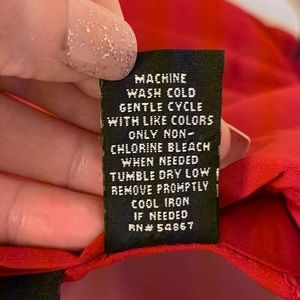 MACHINE
WASH COLD
GENTLE CYCLE
WITH LIKE COLORS
ONLY NON-
CHLORINE BLEACH
WHEN NEEDED
TUMBLE DRY LOW
REMOVE PROMPTLY
COOL IRON
IF NEEDED
RN# 54867